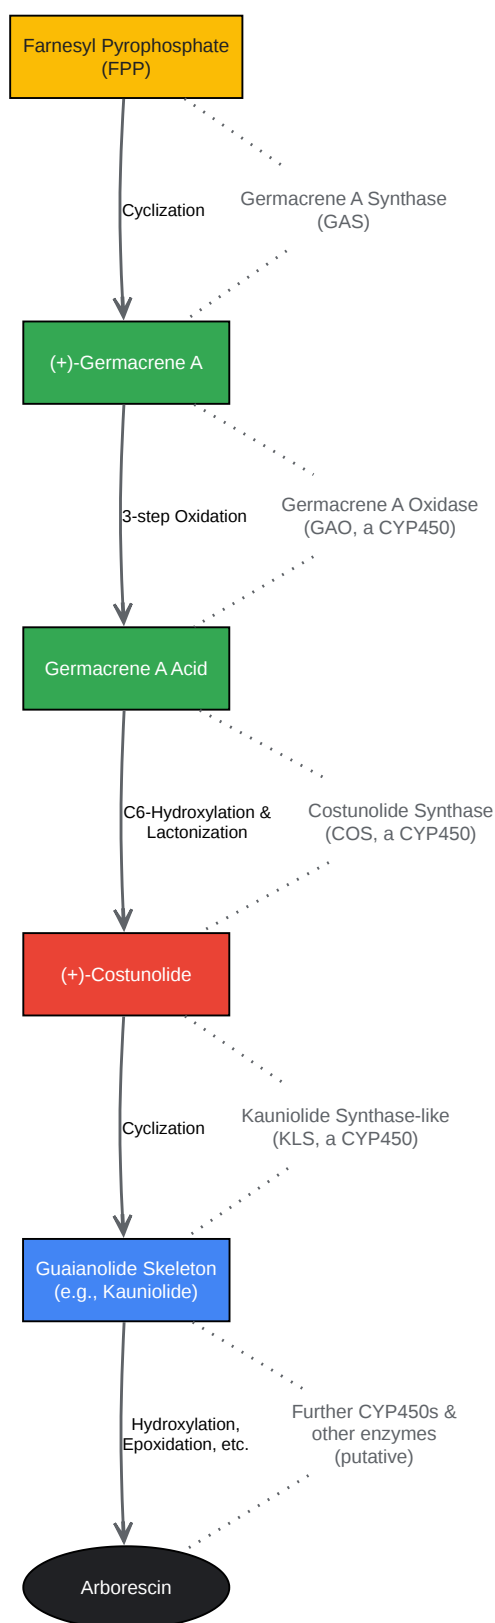 Farnesyl Pyrophosphate
(FPP)
Cyclization
Germacrene A Synthase
(GAS)
(+)-Germacrene A
3-step Oxidation
Germacrene A Oxidase
(GAO, a CYP450)
Germacrene A Acid
C6-Hydroxylation &
Lactonization
Costunolide Synthase
(COS, a CYP450)
(+)-Costunolide
Cyclization
Kauniolide Synthase-like
(KLS, a CYP450)
Guaianolide Skeleton
(e.g., Kauniolide)
Hydroxylation,
Epoxidation, etc.
Further CYP450s &
other enzymes
(putative)
Arborescin